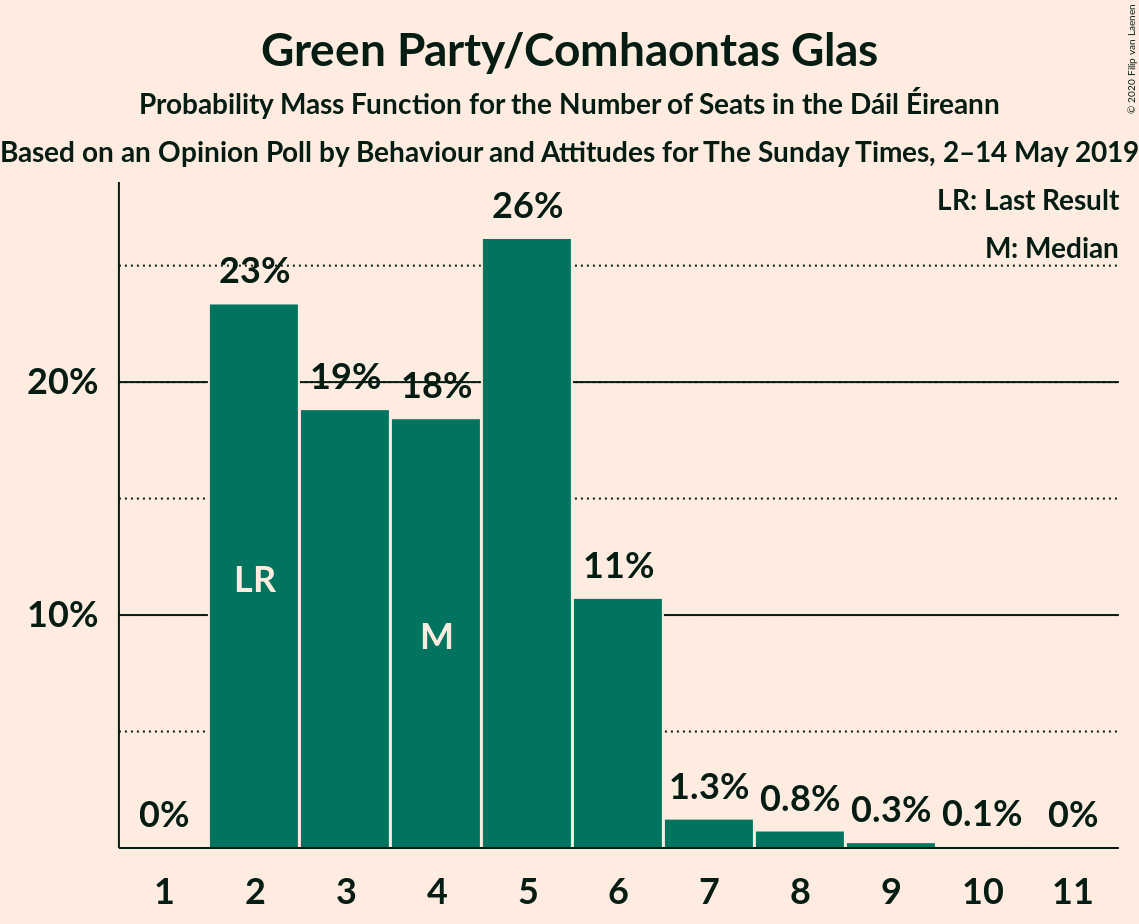 Green Party/Comhaontas Glas
Probability Mass Function for the Number of Seats in the Dáil Éireann
Based on an Opinion Poll by Behaviour and Attitudes for The Sunday Times, 2–14 May 2019
© 2020 Filip van Laenen
LR: Last Result
M: Median
26%
23%
19%
18%
20%
11%
LR
M
10%
0%
1.3%
0.8%
0.3%
0.1%
0%
1 2 3 4 5 6 7 8 9 10 11